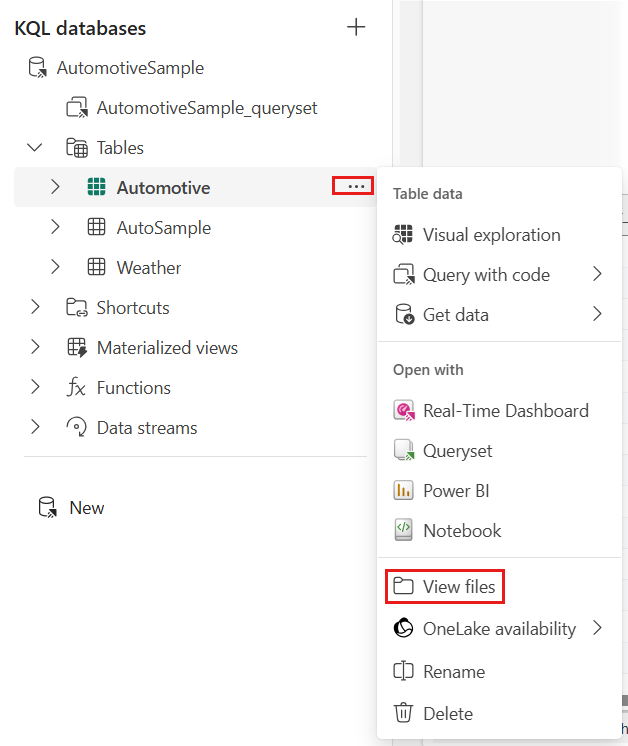 KQL databases
AutomotiveSample
AutomotiveSample_queryset
Tables
Automotive
AutoSample
Weather
Shortcuts
Materialized views
Functions
Data streams
New
Table data
Visual exploration
Query with code
Get data
Open with
Real-Time Dashboard
Queryset
Power BI
Notebook
View files
OneLake availability
Rename
Delete